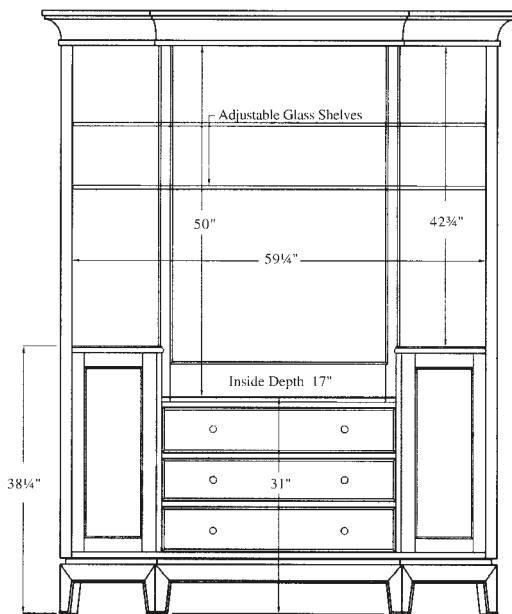 Adjustable Glass Shelves
50"
42¾"
59¼"
Inside Depth 17"
38¼"
31"